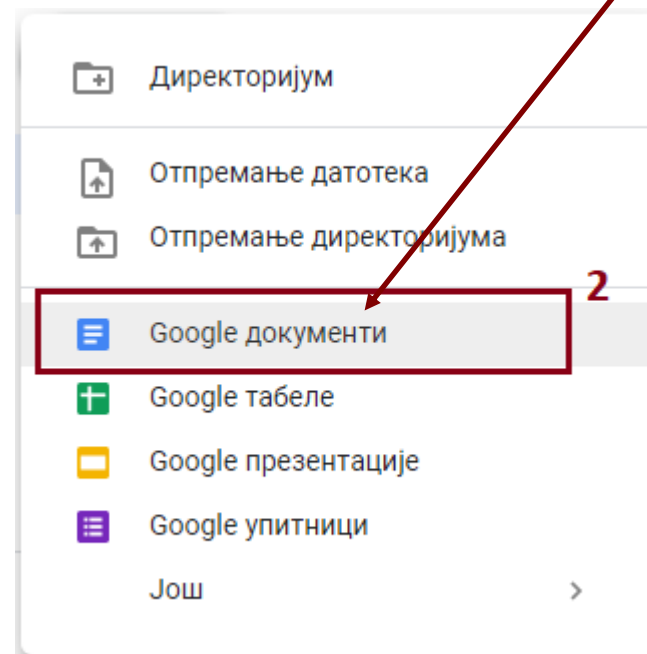 Директоријум
Отпремање датотека
Отпремање директоријума
2
Google документи
Google табеле
Google презентације
Google упитници
Још